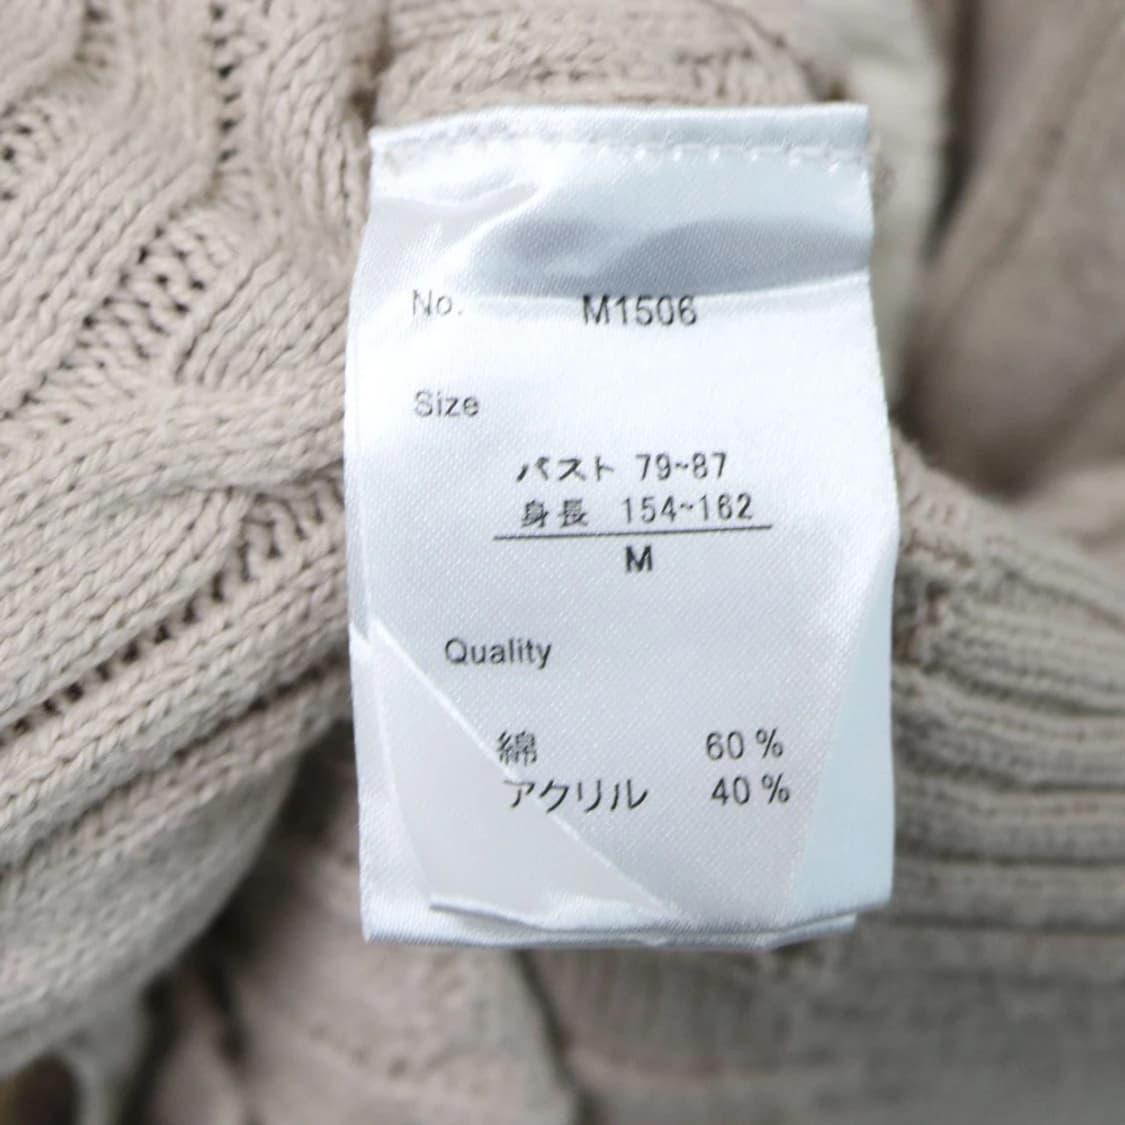 No. M1506
Size
バスト 79~87
身長 154~162
M
Quality
綿 60%
アクリル 40%